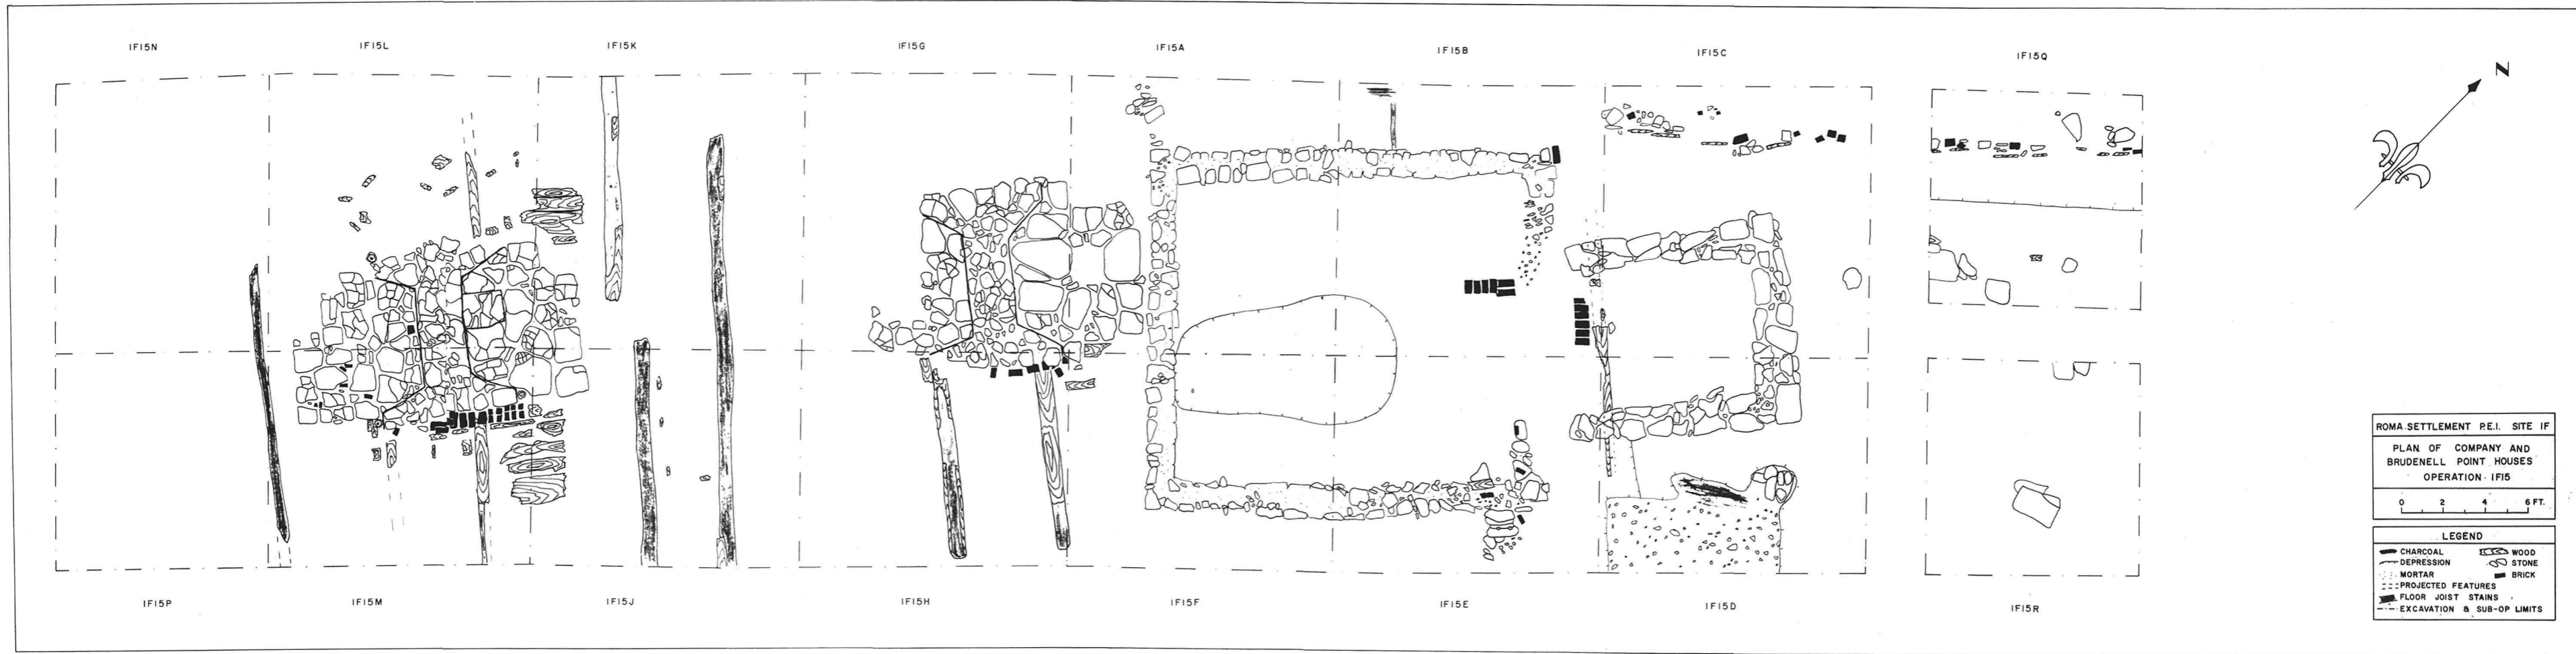 IF15N
IF15L
IF15K
IF15G
IF15A
IF15B
IF15C
IF15Q
N
ROMA SETTLEMENT P.E.I. SITE IF
PLAN OF COMPANY AND
BRUDENELL POINT HOUSES
OPERATION IF15
0 2 4 6 FT.
LEGEND
CHARCOAL WOOD
DEPRESSION STONE
MORTAR BRICK
PROJECTED FEATURES
FLOOR JOIST STAINS
EXCAVATION & SUB-OP LIMITS
IF15P
IF15M
IF15J
IF15H
IF15F
IF15E
IF15D
IF15R